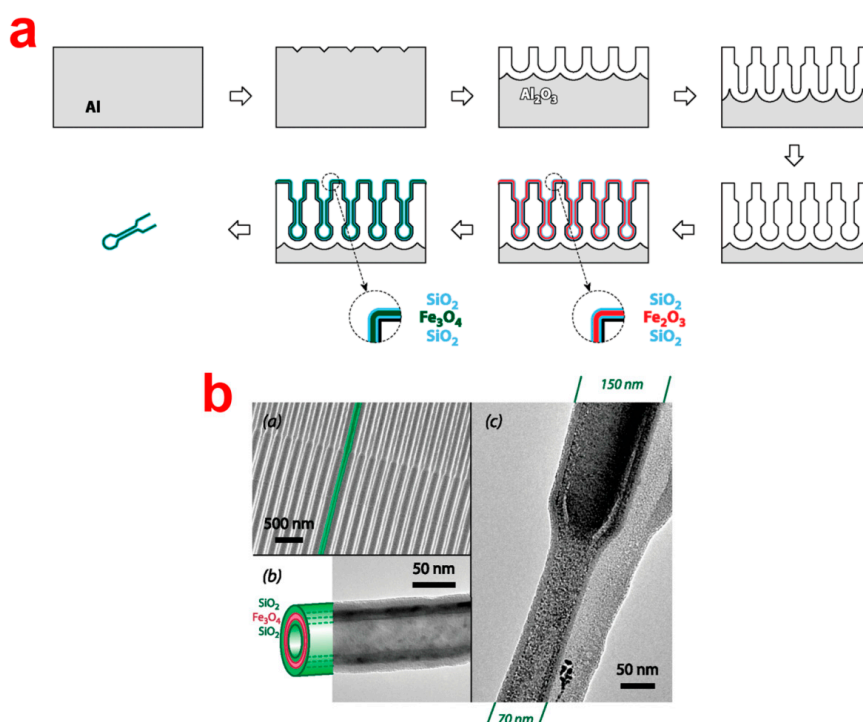 a
Al
Al₂O₃
SiO₂
Fe₃O₄
SiO₂
SiO₂
Fe₂O₃
SiO₂
b
150 nm
(a)
500 nm
(c)
(b)
50 nm
SiO₂
Fe₃O₄
SiO₂
50 nm
70 nm